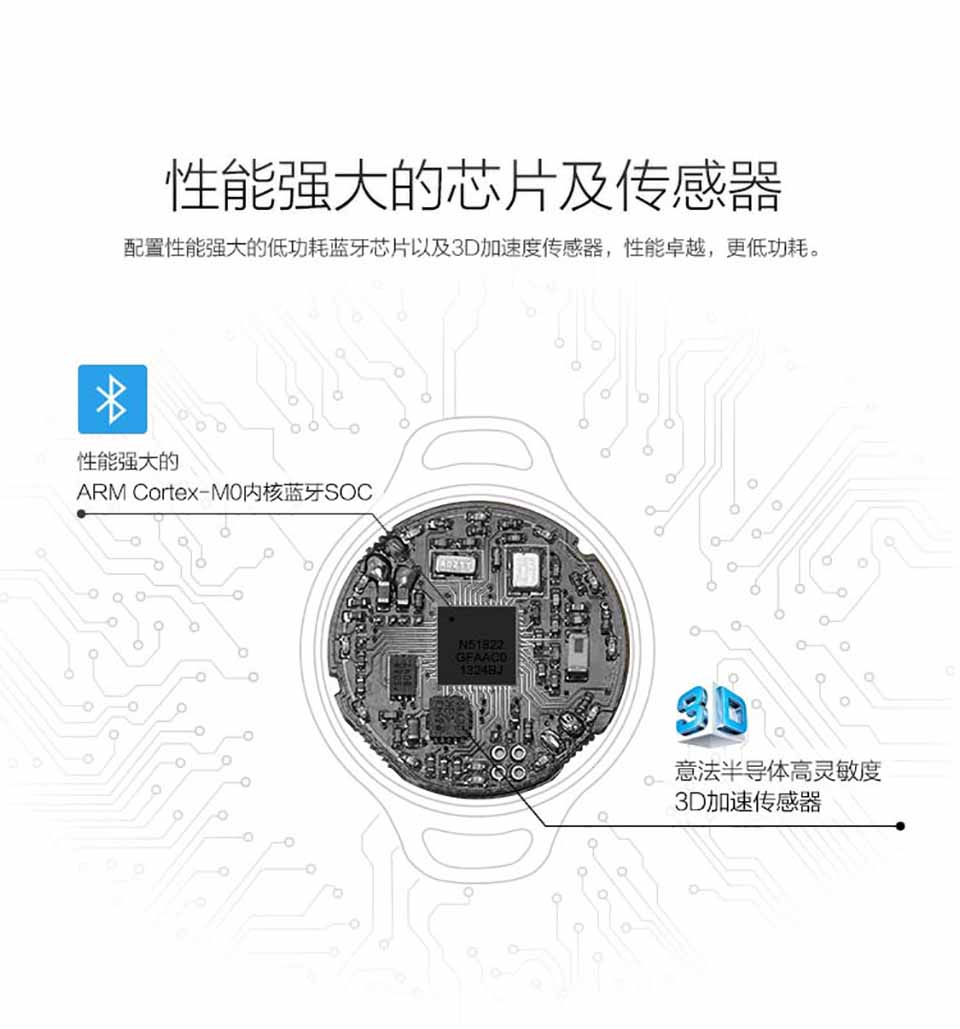 性能强大的芯片及传感器
配置性能强大的低功耗蓝牙芯片以及3D加速度传感器，性能卓越，更低功耗。
性能强大的
ARM Cortex-M0内核蓝牙SOC
N51822
QFAAC0
1324BJ
3D
意法半导体高灵敏度
3D加速传感器